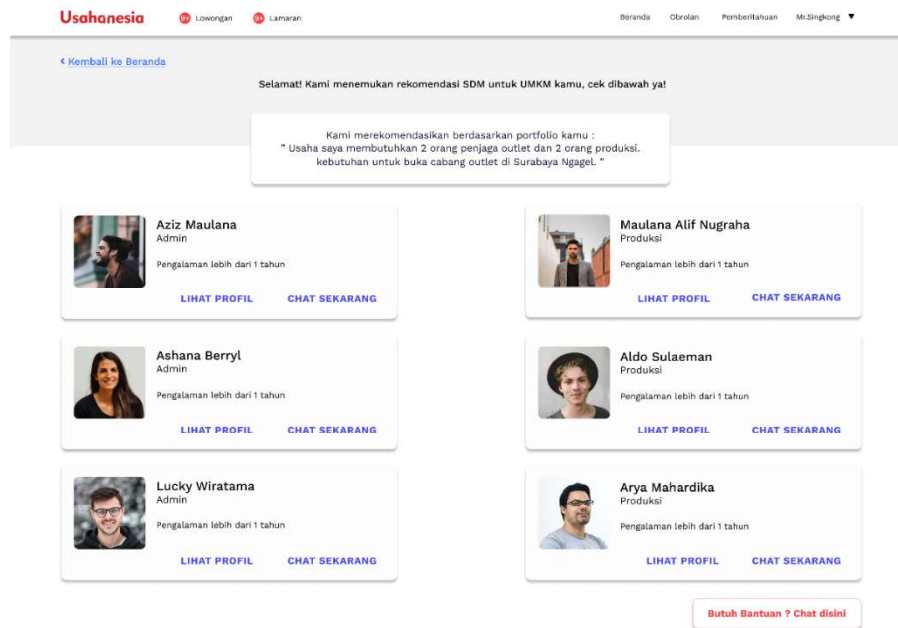 Usahanesia
9+ Lowongan
9+ Lamaran
Beranda
Obrolan
Pemberitahuan
Mr.Singkong ▼
< Kembali ke Beranda
Selamat! Kami menemukan rekomendasi SDM untuk UMKM kamu, cek dibawah ya!
Kami merekomendasikan berdasarkan portfolio kamu :
" Usaha saya membutuhkan 2 orang penjaga outlet dan 2 orang produksi.
kebutuhan untuk buka cabang outlet di Surabaya Ngagel. "
Aziz Maulana
Admin
Pengalaman lebih dari 1 tahun
LIHAT PROFIL
CHAT SEKARANG
Maulana Alif Nugraha
Produksi
Pengalaman lebih dari 1 tahun
LIHAT PROFIL
CHAT SEKARANG
Ashana Berryl
Admin
Pengalaman lebih dari 1 tahun
LIHAT PROFIL
CHAT SEKARANG
Aldo Sulaeman
Produksi
Pengalaman lebih dari 1 tahun
LIHAT PROFIL
CHAT SEKARANG
Lucky Wiratama
Admin
Pengalaman lebih dari 1 tahun
LIHAT PROFIL
CHAT SEKARANG
Arya Mahardika
Produksi
Pengalaman lebih dari 1 tahun
LIHAT PROFIL
CHAT SEKARANG
Butuh Bantuan ? Chat disini